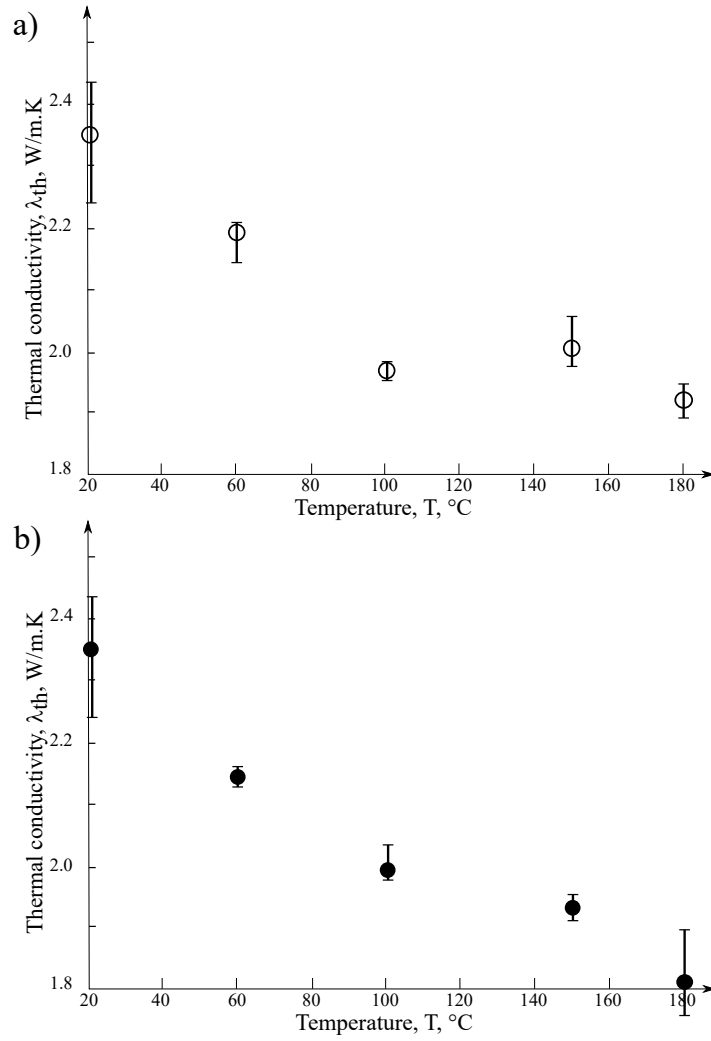 a)
Thermal conductivity, λth, W/m.K
2.4
2.2
2.0
1.8
20 40 60 80 100 120 140 160 180
Temperature, T, °C
b)
Thermal conductivity, λth, W/m.K
2.4
2.2
2.0
1.8
20 40 60 80 100 120 140 160 180
Temperature, T, °C